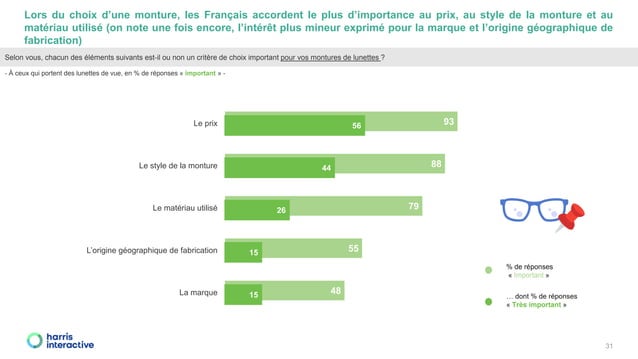 Lors du choix d’une monture, les Français accordent le plus d’importance au prix, au style de la monture et au
matériau utilisé (on note une fois encore, l’intérêt plus mineur exprimé pour la marque et l’origine géographique de
fabrication)
Selon vous, chacun des éléments suivants est-il ou non un critère de choix important pour vos montures de lunettes ?
- À ceux qui portent des lunettes de vue, en % de réponses « important » -
Le prix 56 93
Le style de la monture 44 88
Le matériau utilisé 26 79
L’origine géographique de fabrication 15 55
La marque 15 48
% de réponses
« Important »
… dont % de réponses
« Très important »
harris
interactive
31